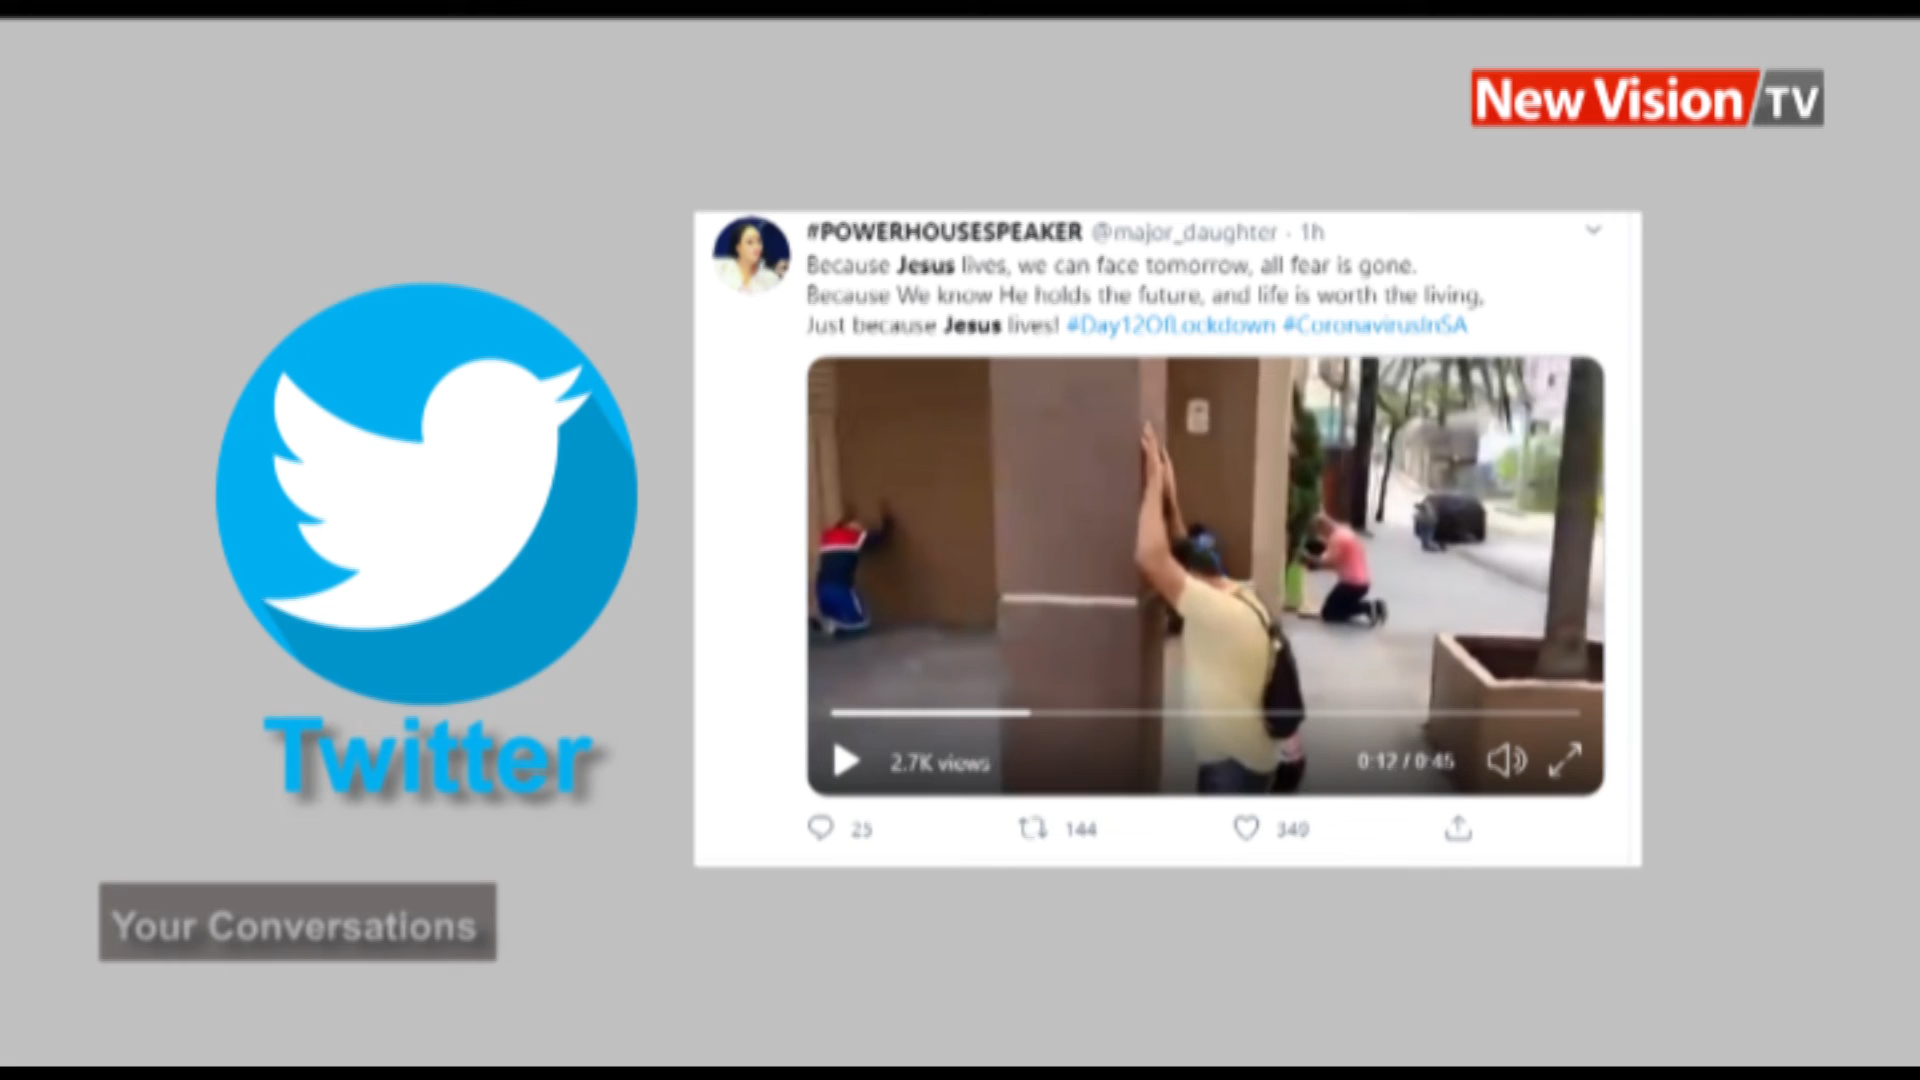 New Vision TV
#POWERHOUSESPEAKER @major_daughter · 1h
Because Jesus lives, we can face tomorrow, all fear is gone.
Because We know He holds the future, and life is worth the living,
Just because Jesus lives! #Day12OfLockdown #CoronavirusInSA
2.7K views
0:12 / 0:45
25
144
349
Twitter
Your Conversations